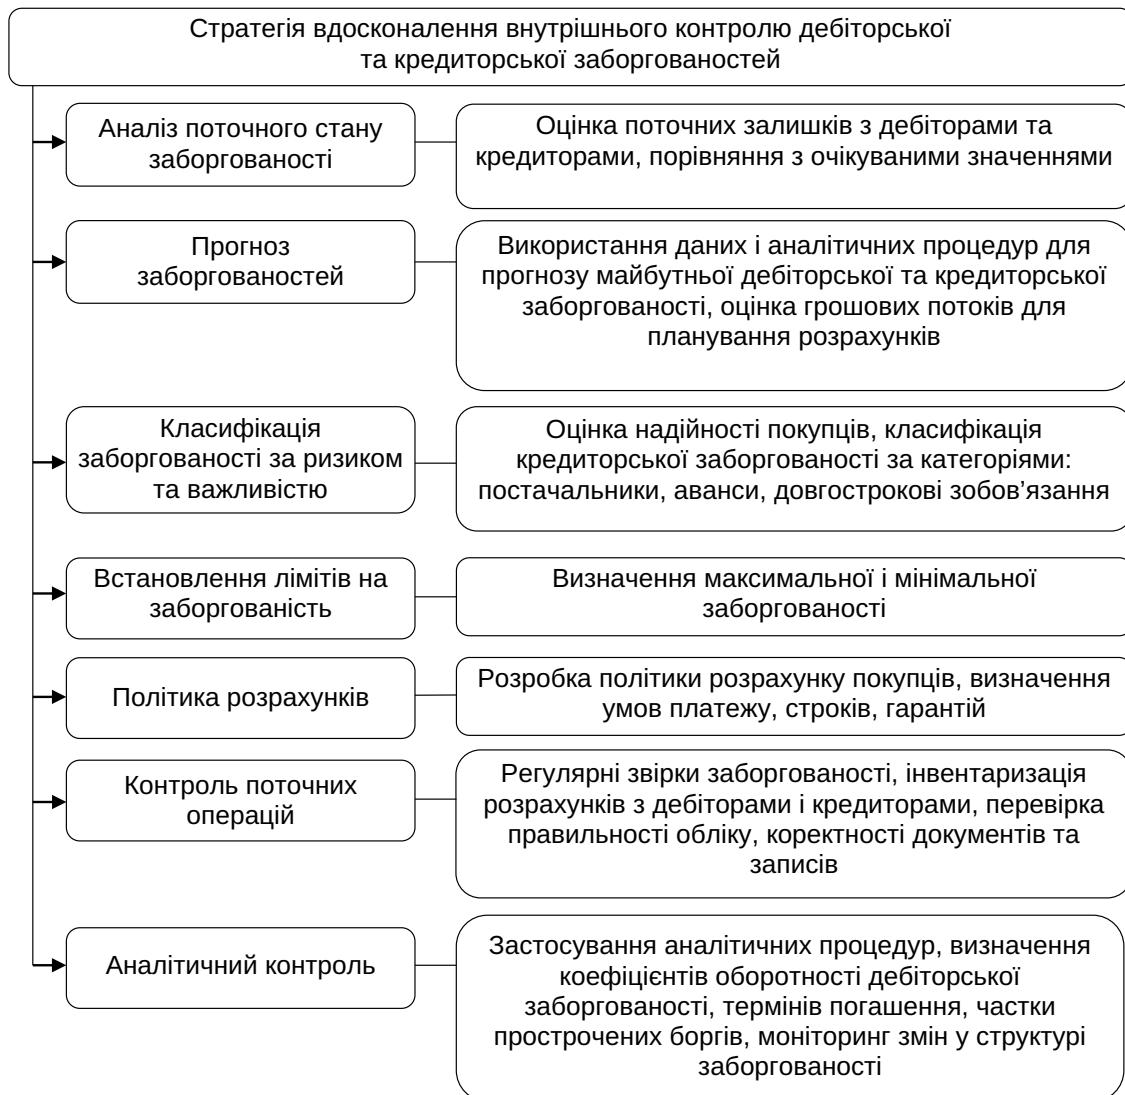 Стратегія вдосконалення внутрішнього контролю дебіторської
та кредиторської заборгованостей
Аналіз поточного стану
заборгованості
Оцінка поточних залишків з дебіторами та
кредиторами, порівняння з очікуваними значеннями
Прогноз
заборгованостей
Використання даних і аналітичних процедур для
прогнозу майбутньої дебіторської та кредиторської
заборгованості, оцінка грошових потоків для
планування розрахунків
Класифікація
заборгованості за ризиком
та важливістю
Оцінка надійності покупців, класифікація
кредиторської заборгованості за категоріями:
постачальники, аванси, довгострокові зобов’язання
Встановлення лімітів на
заборгованість
Визначення максимальної і мінімальної
заборгованості
Політика розрахунків
Розробка політики розрахунку покупців, визначення
умов платежу, строків, гарантій
Контроль поточних
операцій
Регулярні звірки заборгованості, інвентаризація
розрахунків з дебіторами і кредиторами, перевірка
правильності обліку, коректності документів та
записів
Аналітичний контроль
Застосування аналітичних процедур, визначення
коефіцієнтів оборотності дебіторської
заборгованості, термінів погашення, частки
прострочених боргів, моніторинг змін у структурі
заборгованості